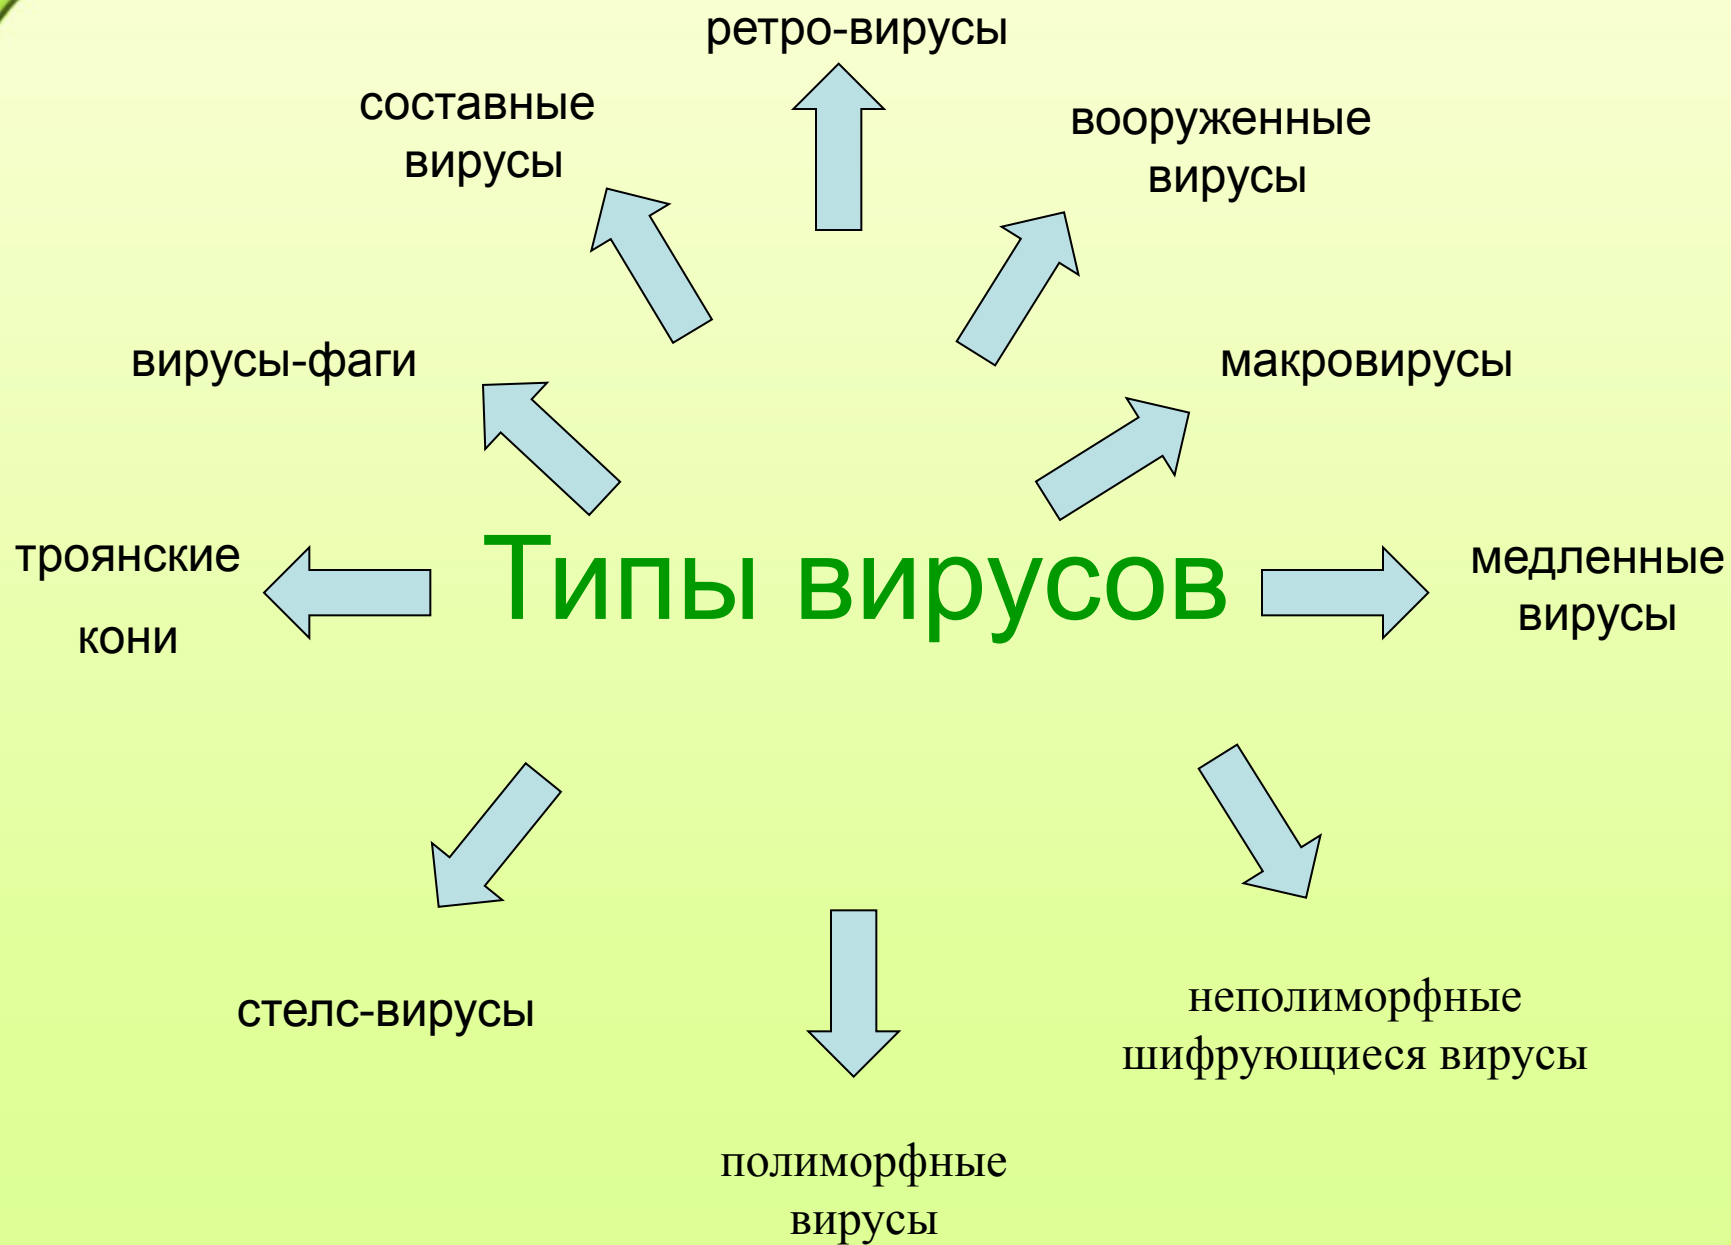 ретро-вирусы
составные
вирусы
вооруженные
вирусы
вирусы-фаги
макровирусы
троянские
кони
Типы вирусов
медленные
вирусы
стелс-вирусы
неполиморфные
шифрующиеся вирусы
полиморфные
вирусы